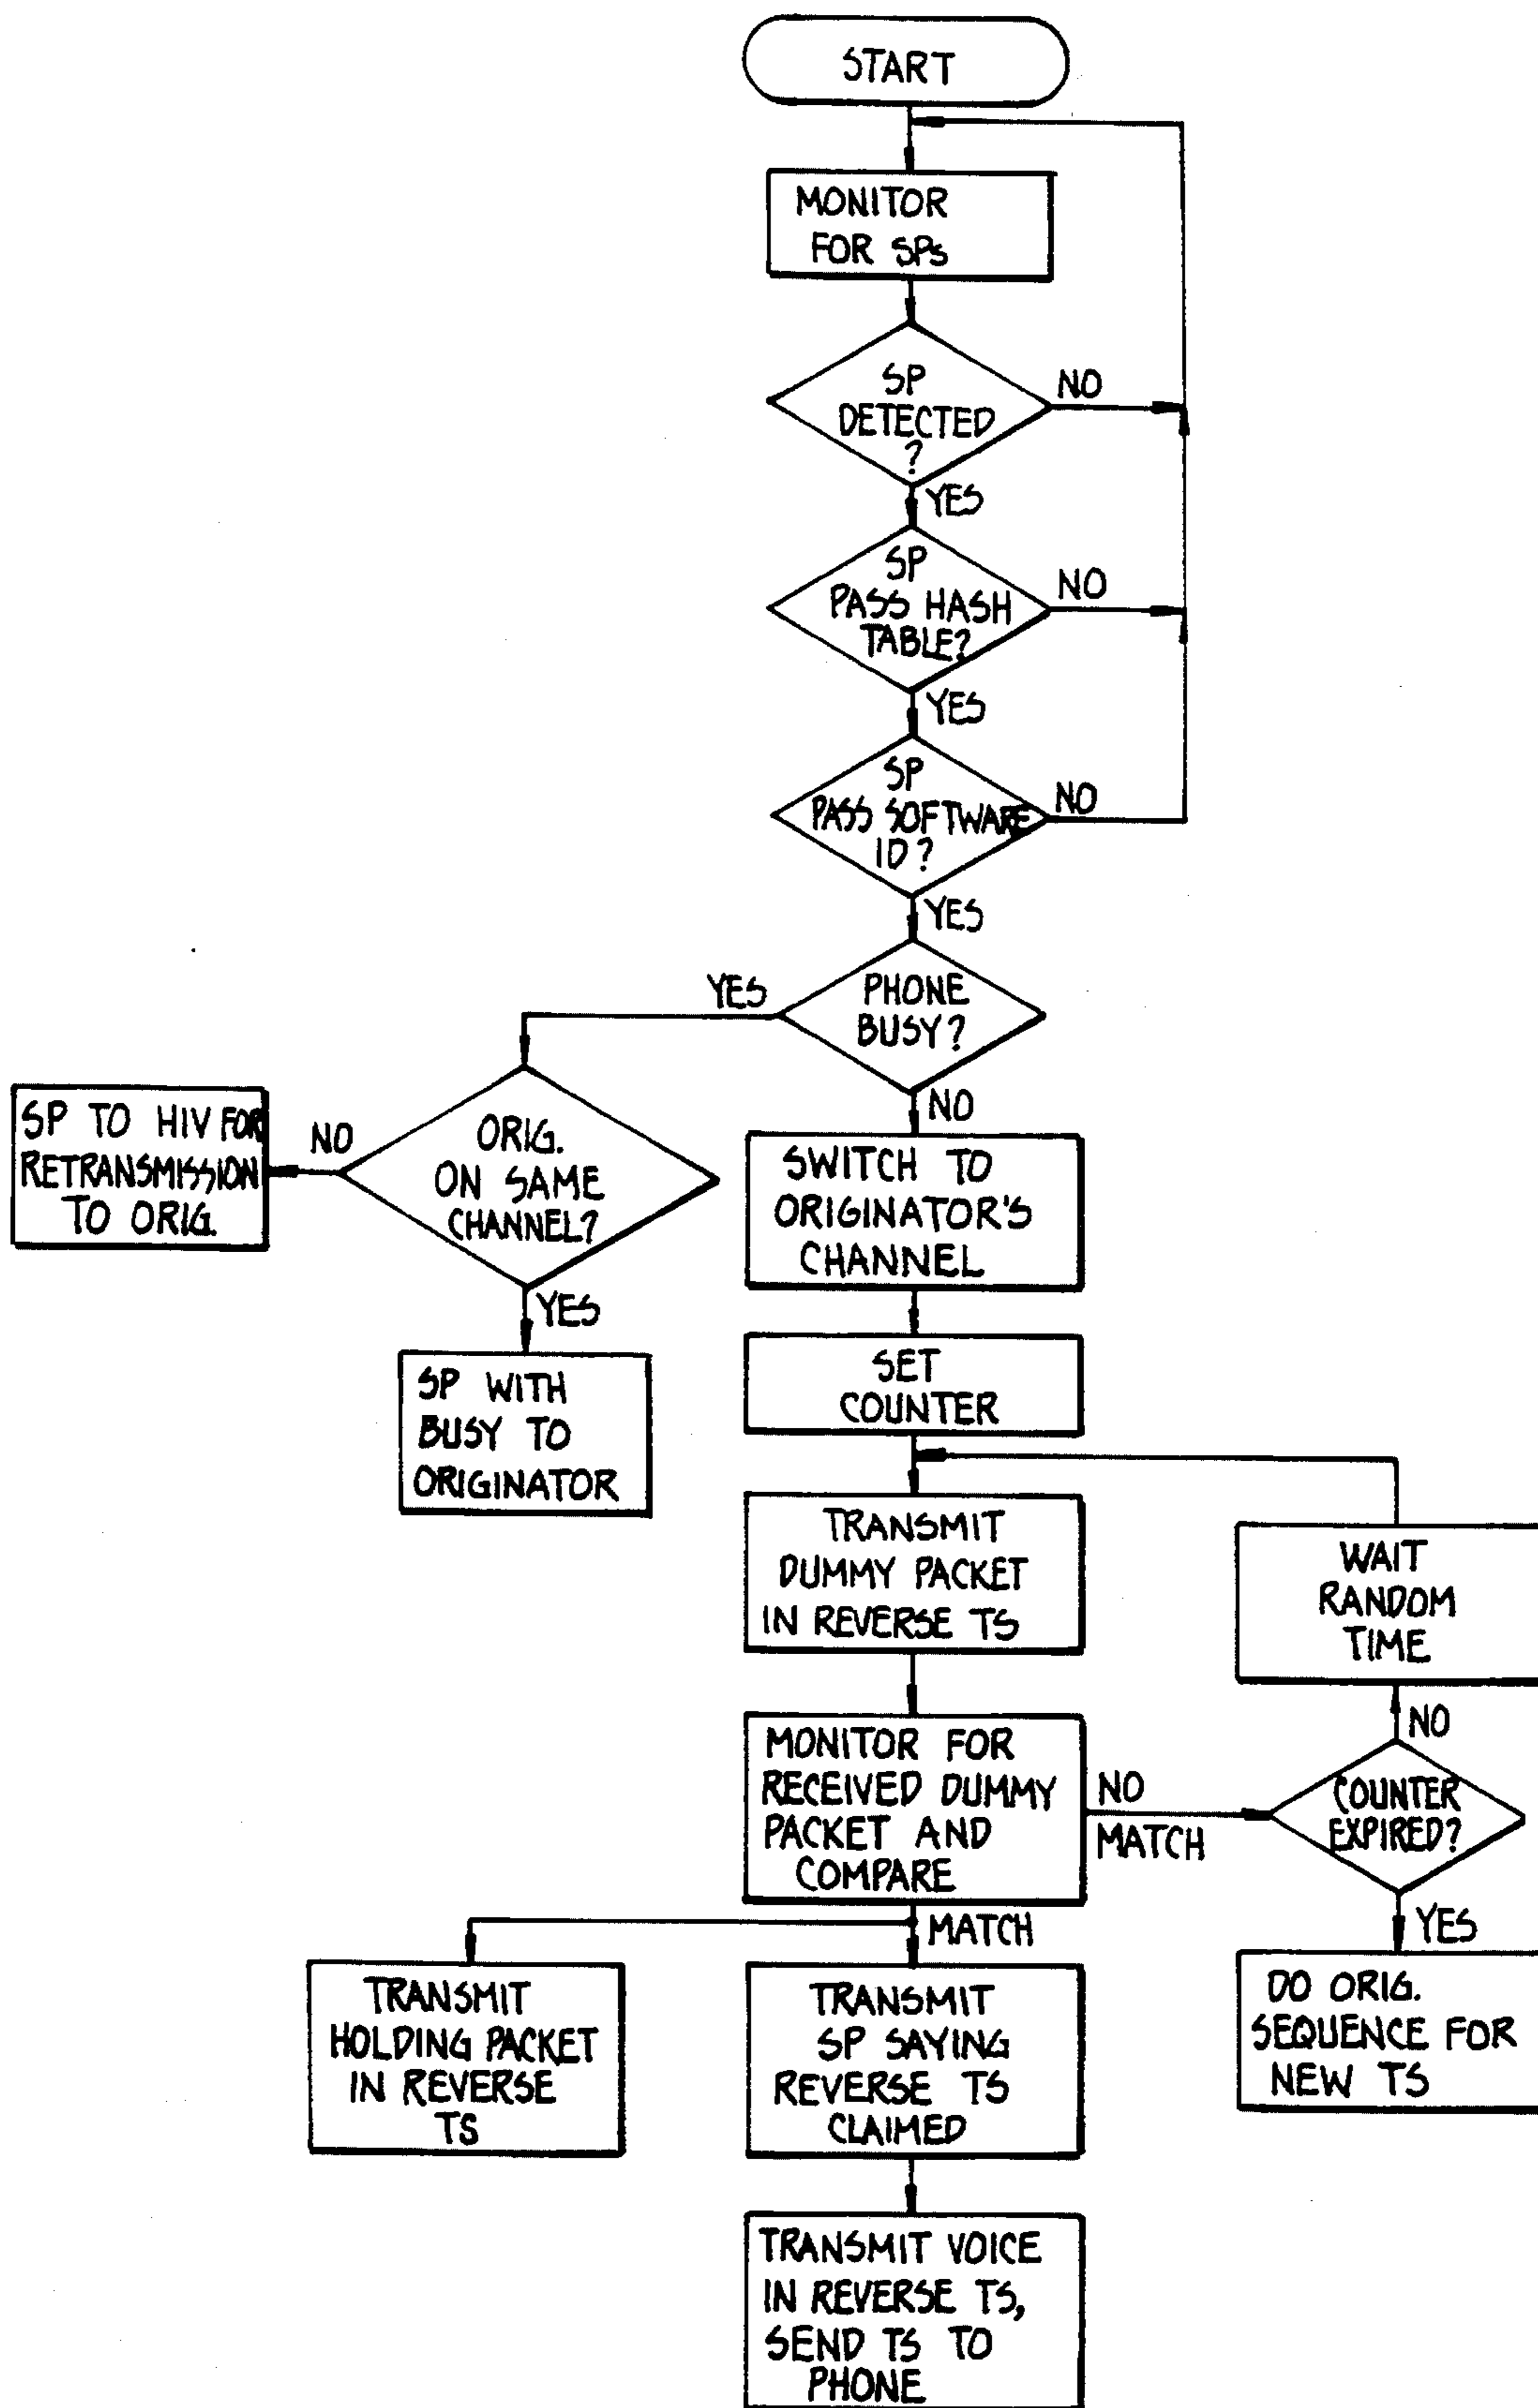 START
MONITOR
FOR SPs
SP
DETECTED
?
NO
YES
SP
PASS HASH
TABLE?
NO
YES
SP
PASS SOFTWARE
ID?
NO
YES
PHONE
BUSY?
YES
NO
ORIG.
ON SAME
CHANNEL?
NO
SP TO HIV FOR
RETRANSMISSION
TO ORIG.
YES
SP WITH
BUSY TO
ORIGINATOR
SWITCH TO
ORIGINATOR'S
CHANNEL
SET
COUNTER
TRANSMIT
DUMMY PACKET
IN REVERSE TS
WAIT
RANDOM
TIME
MONITOR FOR
RECEIVED DUMMY
PACKET AND
COMPARE
NO
MATCH
COUNTER
EXPIRED?
NO
YES
DO ORIG.
SEQUENCE FOR
NEW TS
MATCH
TRANSMIT
HOLDING PACKET
IN REVERSE
TS
TRANSMIT
SP SAYING
REVERSE TS
CLAIMED
TRANSMIT VOICE
IN REVERSE TS,
SEND TS TO
PHONE